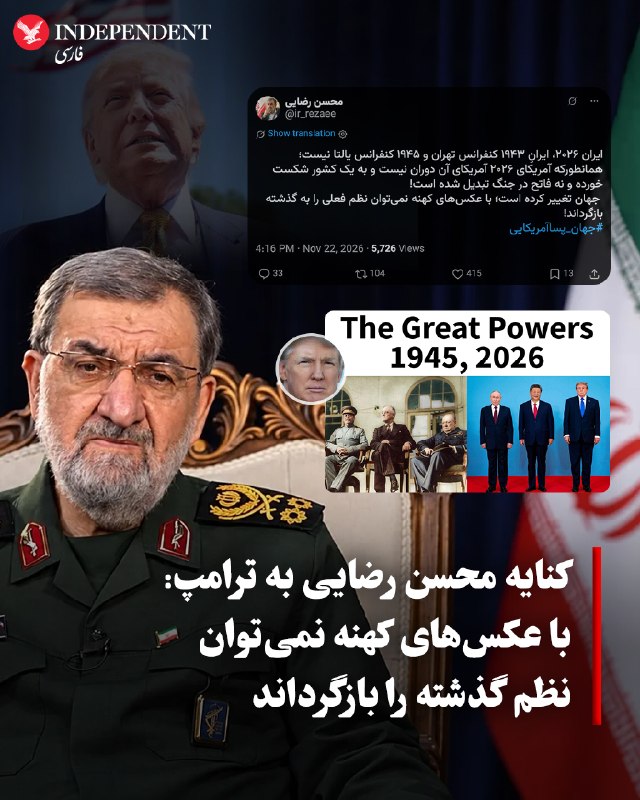 INDEPENDENT
فارسی
محسن رضایی
@ir_rezaee
Show translation
ایران ۲۰۲۶، ایران ۱۹۴۳ کنفرانس تهران و ۱۹۴۵ کنفرانس یالتا نیست؛
همانطورکه آمریکای ۲۰۲۶ آمریکای آن دوران نیست و به یک کشور شکست
خورده و نه فاتح در جنگ تبدیل شده است!
جهان تغییر کرده است؛ با عکس‌های کهنه نمی‌توان نظم فعلی را به گذشته
بازگرداند!
#جهان_پساآمریکایی
4:16 PM · Nov 22, 2026 · 5,726 Views
33 104 415 13
The Great Powers
1945, 2026
کنایه محسن رضایی به ترامپ:
با عکس‌های کهنه نمی‌توان
نظم گذشته را بازگرداند